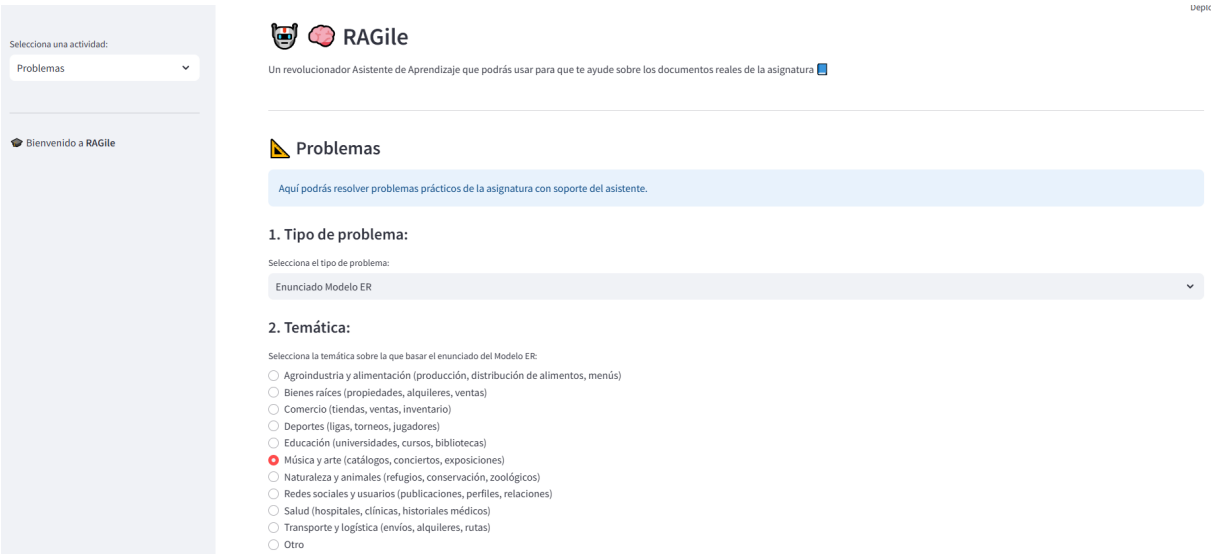 Selecciona una actividad:
Problemas
🎓 Bienvenido a RAGile
🤖 🧠 RAGile
Un revolucionador Asistente de Aprendizaje que podrás usar para que te ayude sobre los documentos reales de la asignatura 📘
📐 Problemas
Aquí podrás resolver problemas prácticos de la asignatura con soporte del asistente.
1. Tipo de problema:
Selecciona el tipo de problema:
Enunciado Modelo ER
2. Temática:
Selecciona la temática sobre la que basar el enunciado del Modelo ER:
Agroindustria y alimentación (producción, distribución de alimentos, menús)
Bienes raíces (propiedades, alquileres, ventas)
Comercio (tiendas, ventas, inventario)
Deportes (ligas, torneos, jugadores)
Educación (universidades, cursos, bibliotecas)
Música y arte (catálogos, conciertos, exposiciones)
Naturaleza y animales (refugios, conservación, zoológicos)
Redes sociales y usuarios (publicaciones, perfiles, relaciones)
Salud (hospitales, clínicas, historiales médicos)
Transporte y logística (envíos, alquileres, rutas)
Otro